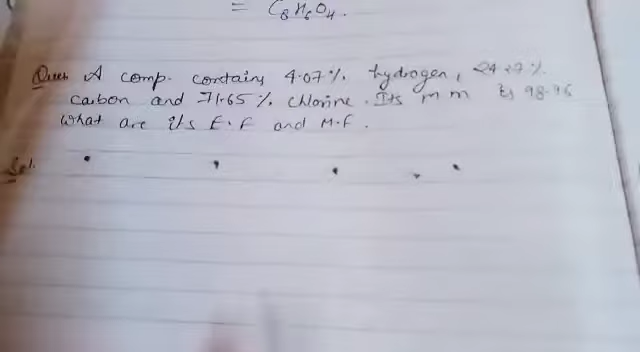 = C8H6O4.
Ques A comp. contains 4.07%. hydrogen, 24.27%.
carbon and 71.65%. chlorine. Its m m is 98.96
What are its E.F and M.F.
Sol.